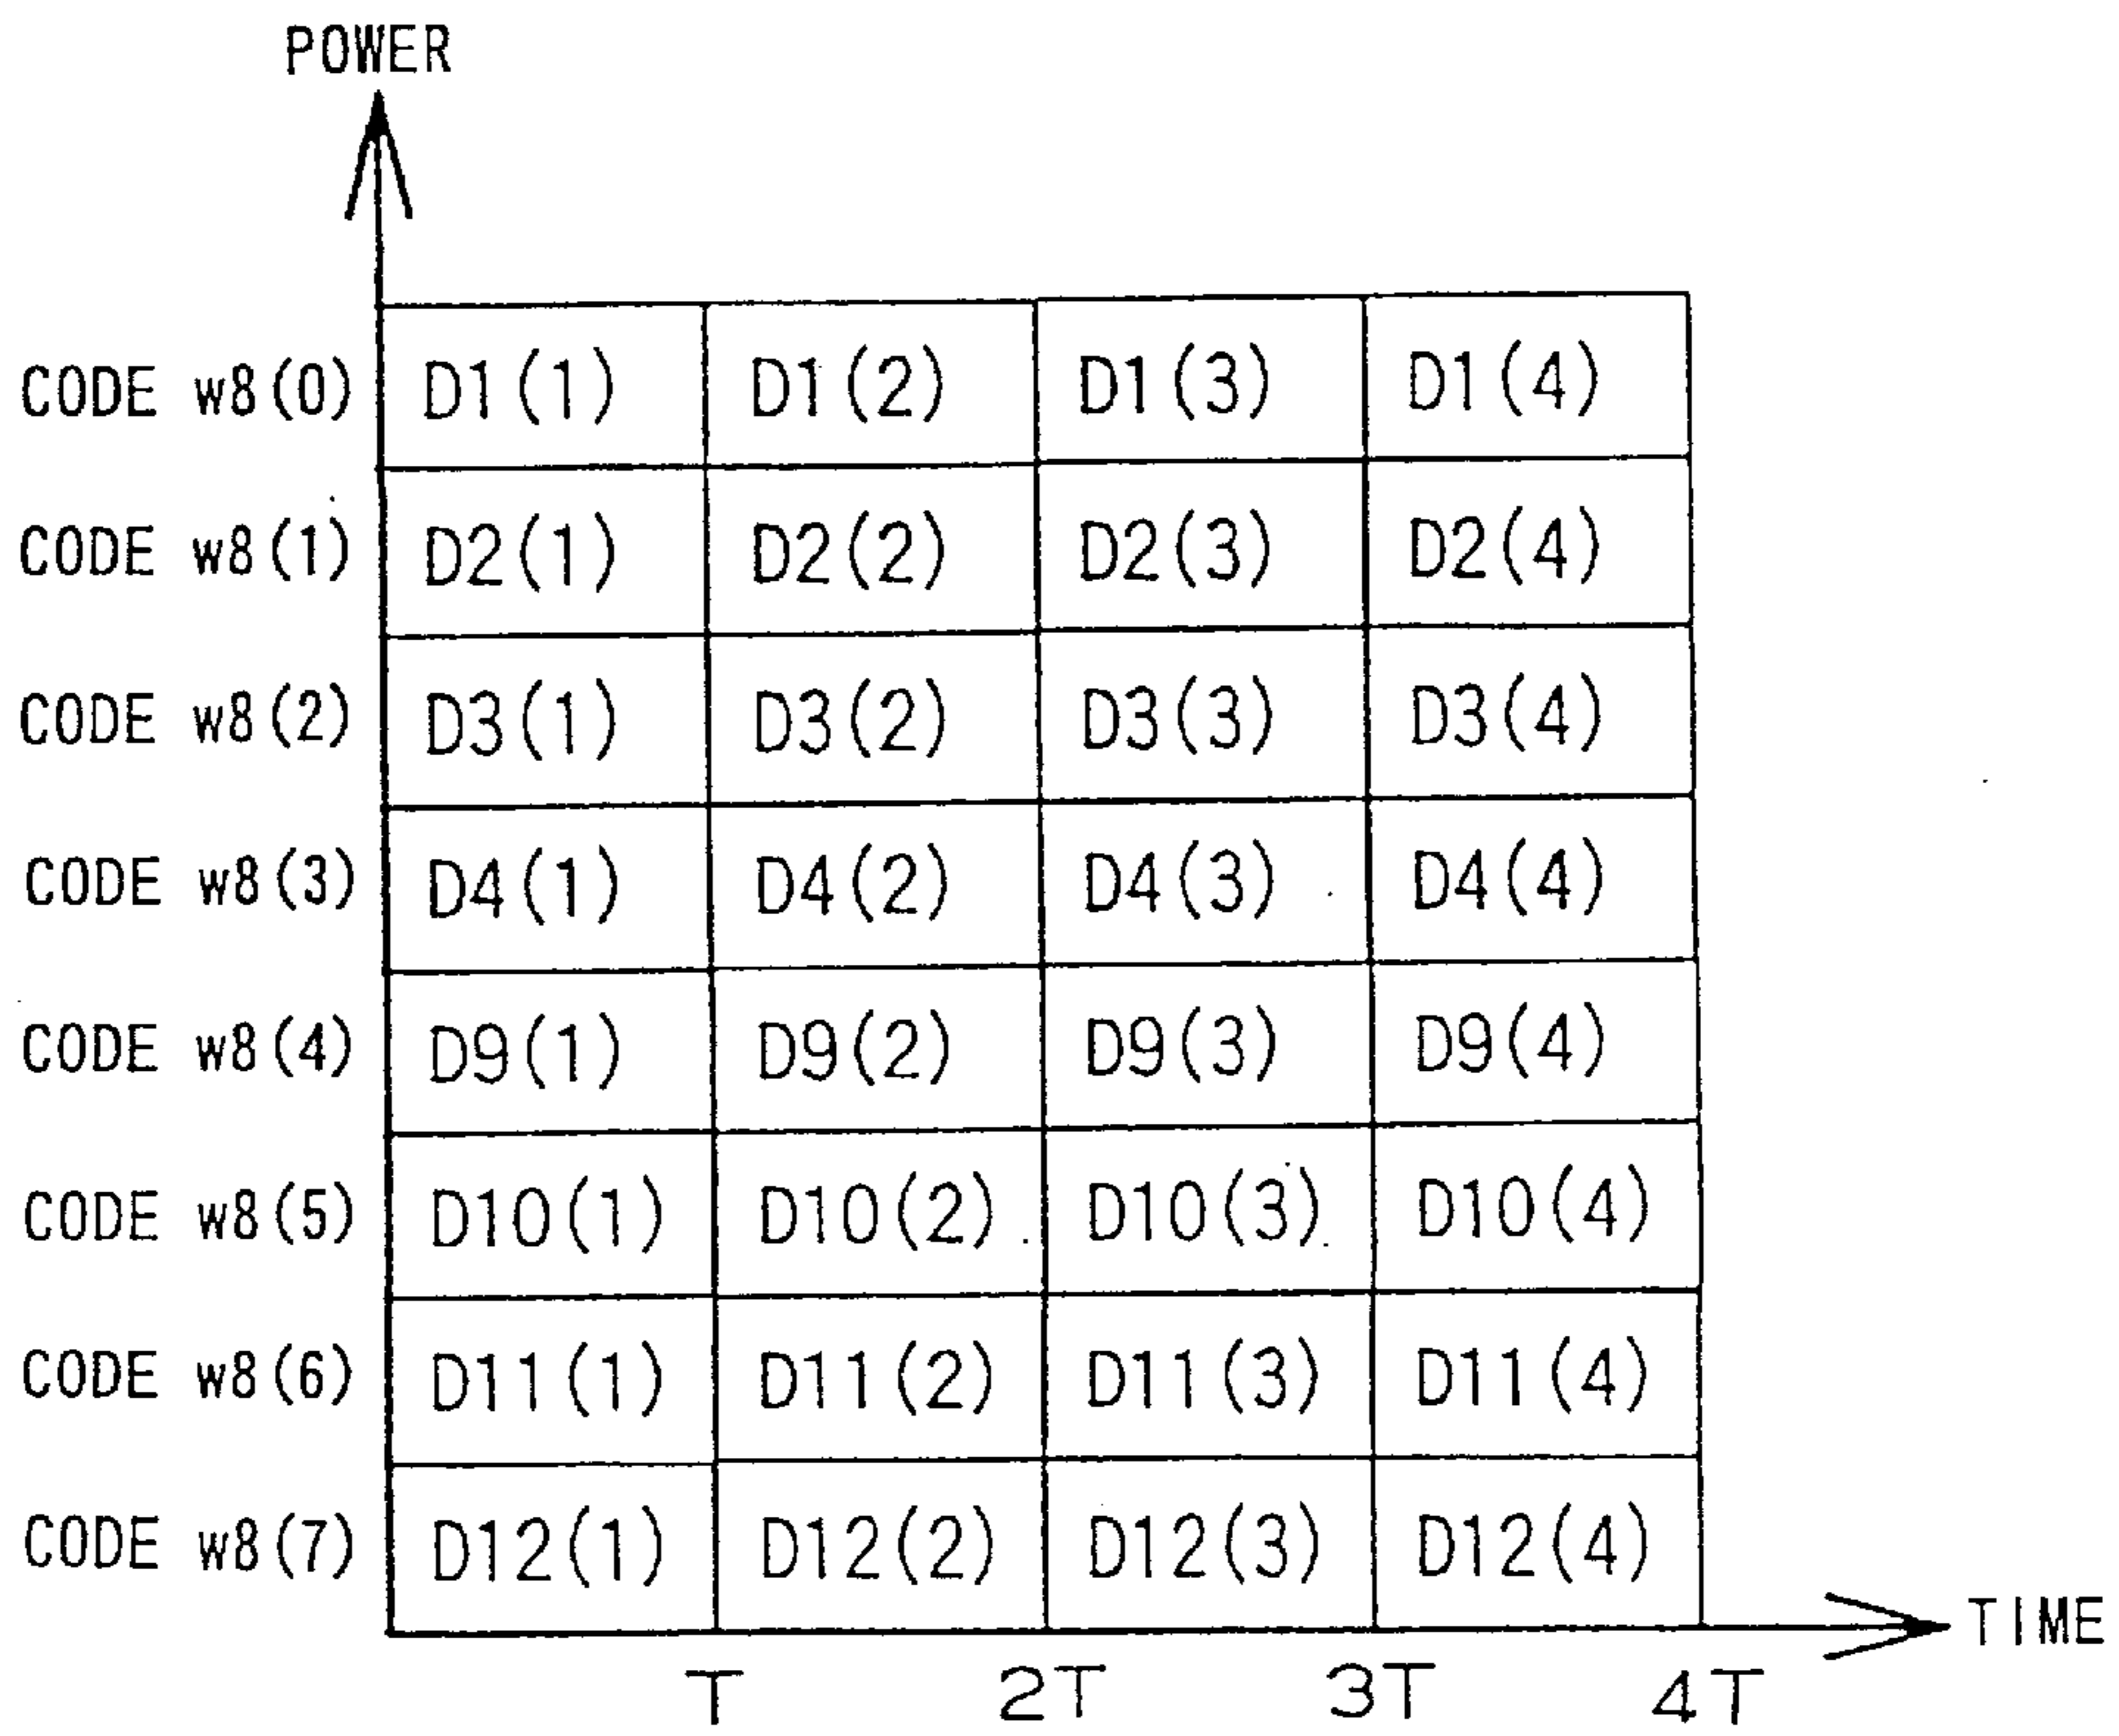 POWER
CODE w8(0) D1(1) D1(2) D1(3) D1(4)
CODE w8(1) D2(1) D2(2) D2(3) D2(4)
CODE w8(2) D3(1) D3(2) D3(3) D3(4)
CODE w8(3) D4(1) D4(2) D4(3) D4(4)
CODE w8(4) D9(1) D9(2) D9(3) D9(4)
CODE w8(5) D10(1) D10(2) D10(3) D10(4)
CODE w8(6) D11(1) D11(2) D11(3) D11(4)
CODE w8(7) D12(1) D12(2) D12(3) D12(4)
TIME
T 2T 3T 4T